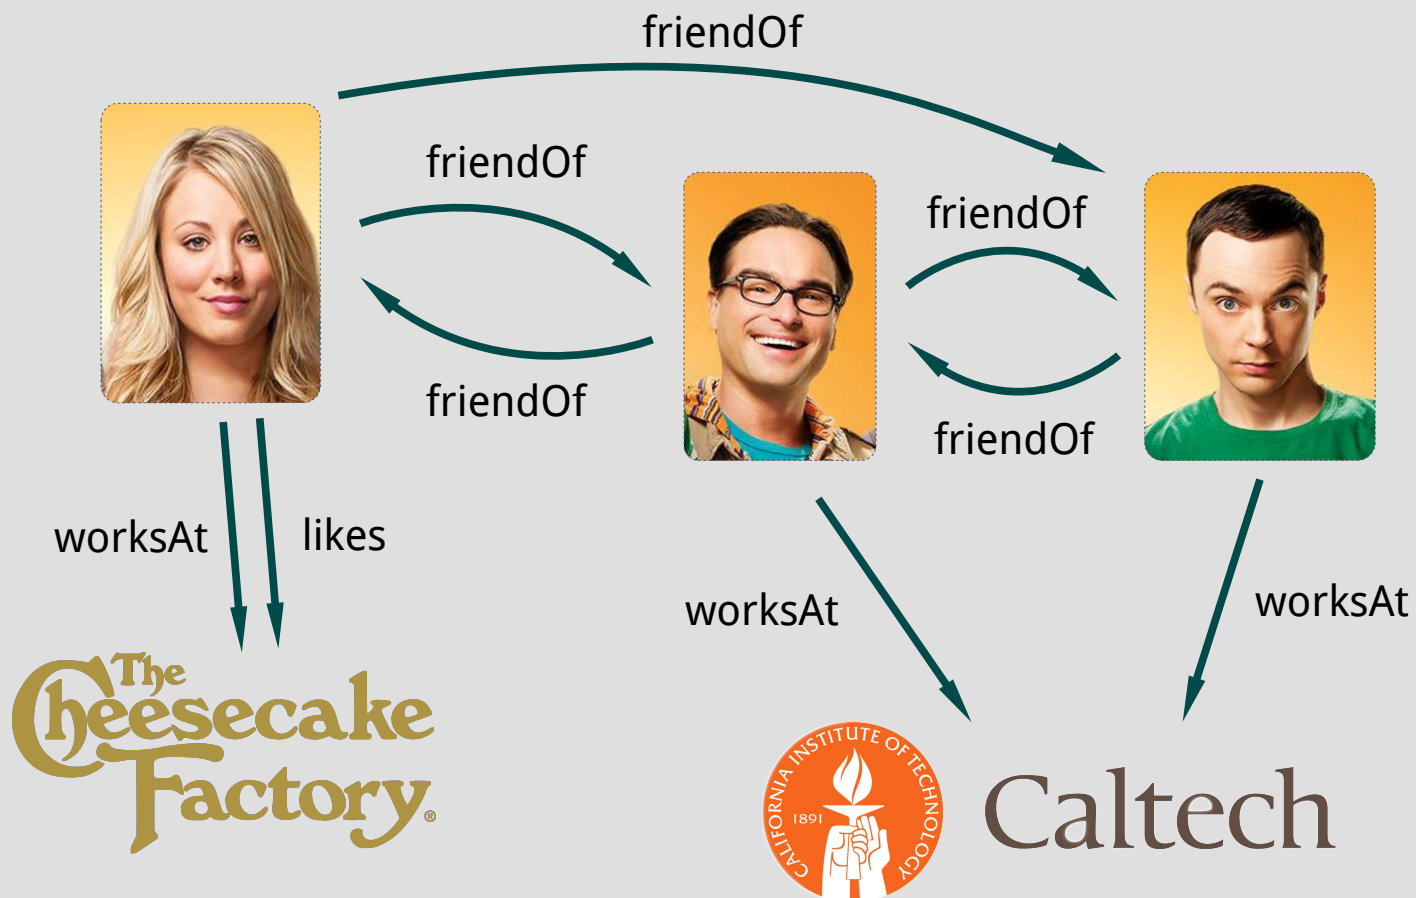 friendOf
friendOf
friendOf
friendOf
friendOf
worksAt
likes
worksAt
worksAt
The
Cheesecake
Factory®
CALIFORNIA INSTITUTE OF TECHNOLOGY
1891
Caltech